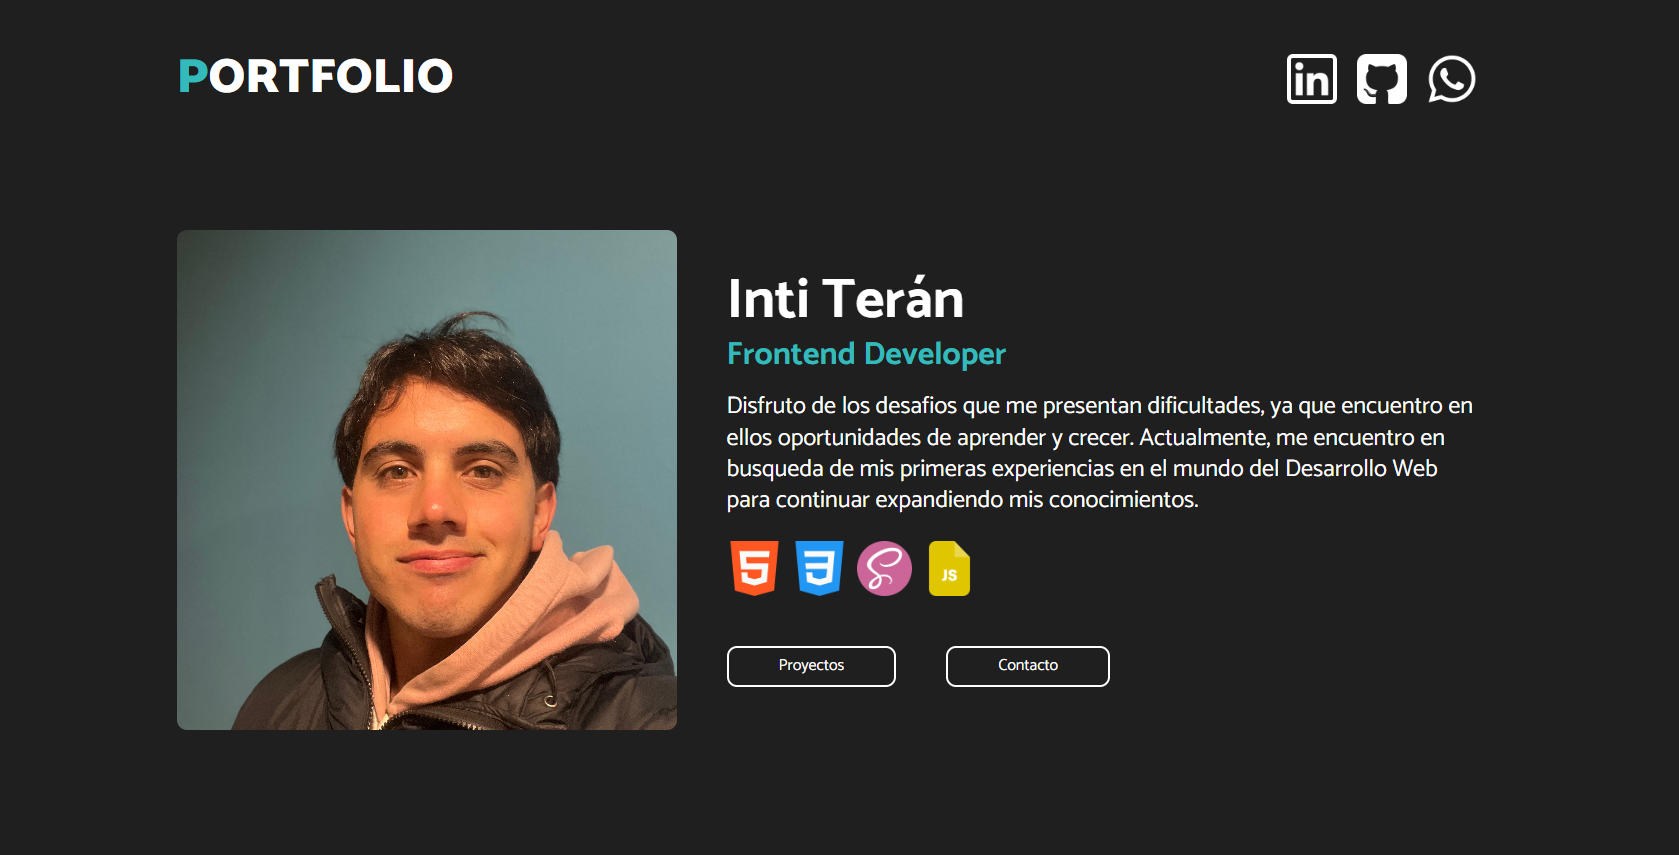 PORTFOLIO
in
Inti Terán
Frontend Developer
Disfruto de los desafios que me presentan dificultades, ya que encuentro en
ellos oportunidades de aprender y crecer. Actualmente, me encuentro en
busqueda de mis primeras experiencias en el mundo del Desarrollo Web
para continuar expandiendo mis conocimientos.
5 3 S JS
Proyectos Contacto